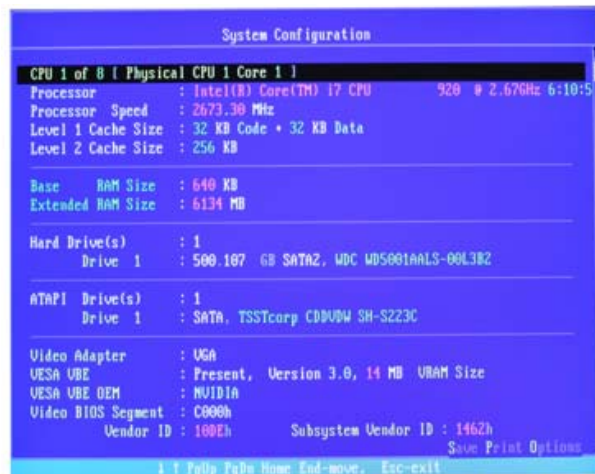 System Configuration
CPU 1 of 8 [ Physical CPU 1 Core 1 ]
Processor : Intel(R) Core(TM) i7 CPU 920 @ 2.67GHz 6:10:5
Processor Speed : 2673.30 MHz
Level 1 Cache Size : 32 KB Code + 32 KB Data
Level 2 Cache Size : 256 KB
Base RAM Size : 640 KB
Extended RAM Size : 6134 MB
Hard Drive(s) : 1
Drive 1 : 500.107 GB SATA2, WDC WD5001AALS-00L3B2
ATAPI Drive(s) : 1
Drive 1 : SATA, TSSTcorp CDDVDW SH-S223C
Video Adapter : VGA
VESA VBE : Present, Version 3.0, 14 MB VRAM Size
VESA VBE OEM : NVIDIA
Video BIOS Segment : C000h
Vendor ID : 10DEh Subsystem Vendor ID : 1462h
Save Print Options
↓ ↑ PgUp PgDn Home End-move, Esc-exit